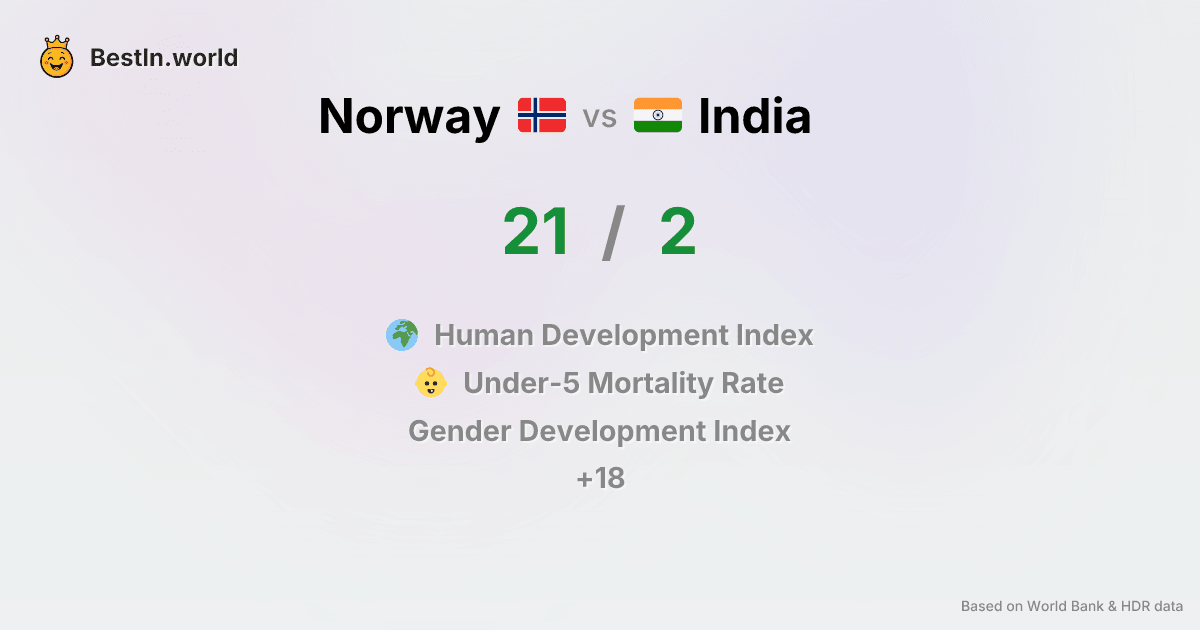 BestIn.world
Norway vs India
21 / 2
Human Development Index
Under-5 Mortality Rate
Gender Development Index
+18
Based on World Bank & HDR data